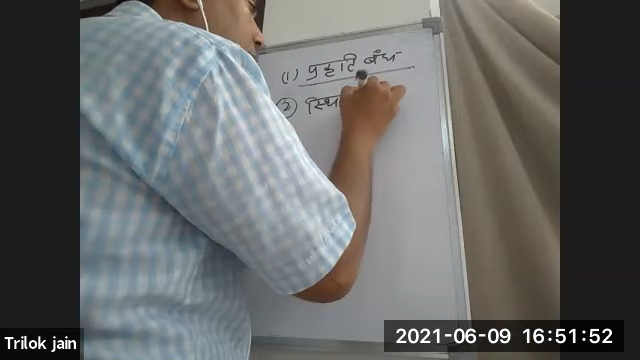 (1) प्रकृति बंध
(2) स्थि
Trilok jain
2021-06-09 16:51:52